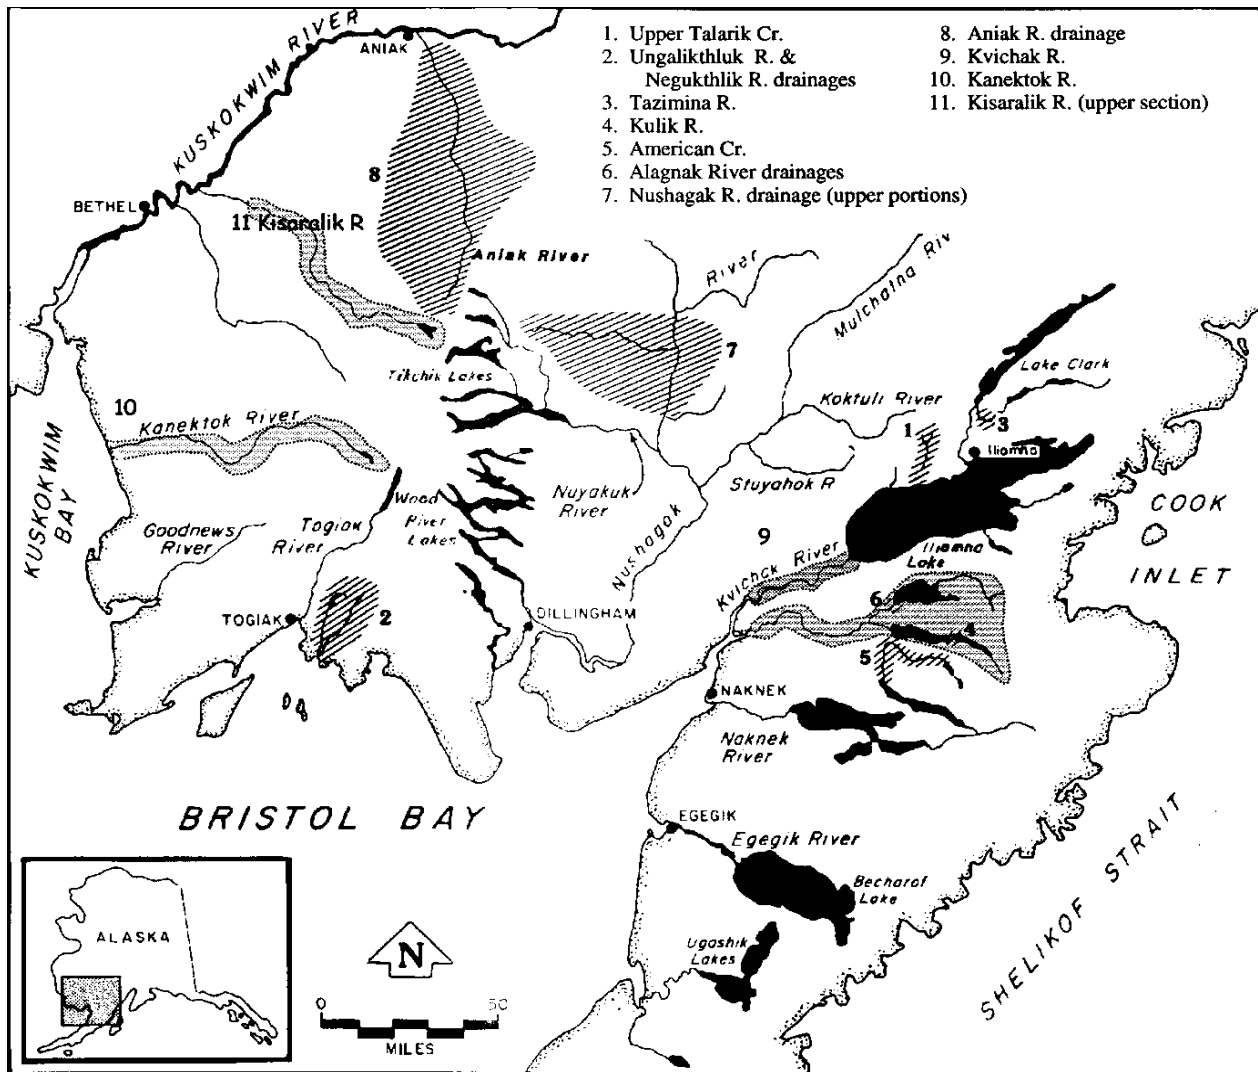 1. Upper Talarik Cr.
2. Ungalikthluk R. &
Negukthlik R. drainages
3. Tazimina R.
4. Kulik R.
5. American Cr.
6. Alagnak River drainages
7. Nushagak R. drainage (upper portions)
8. Aniak R. drainage
9. Kvichak R.
10. Kanektok R.
11. Kisaralik R. (upper section)
KUSKOKWIM RIVER
ANIAK
8
BETHEL
11 Kisaralik R
Aniak River
River
Mulchatna Riv
7
Lake Clark
Tikchik Lakes
10
Kanektok River
Koktuli River
1
3
Iliamna
KUSKOKWIM
BAY
Goodnews
River
Togiak
River
Wood
River
Lakes
Nuyakuk
River
Stuyahok R
Nushagak
9
Kvichak River
Iliamna
Lake
COOK
INLET
TOGIAK
2
DILLINGHAM
6
4
5
NAKNEK
Naknek
River
BRISTOL BAY
EGEGIK
Egegik River
Becharof
Lake
Ugashik
Lakes
SHELIKOF STRAIT
ALASKA
N
0 50
MILES